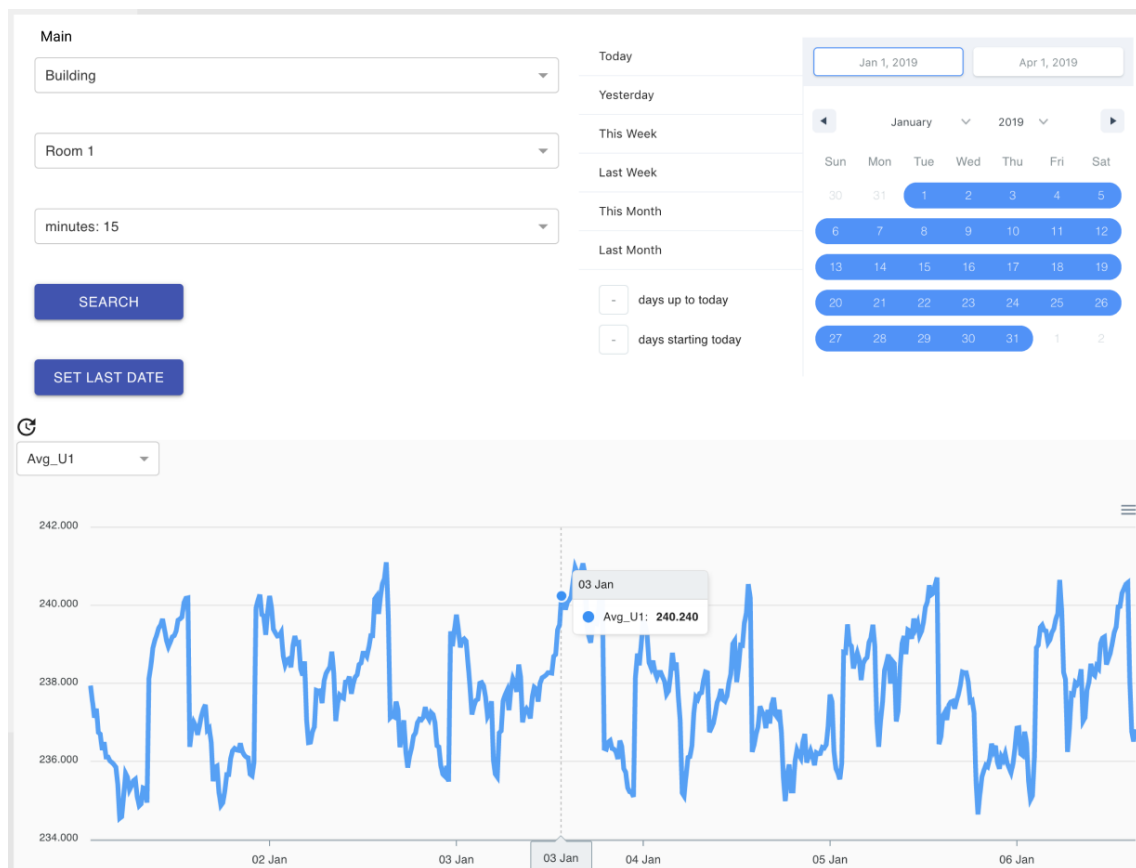 Main
Building
Room 1
minutes: 15
SEARCH
SET LAST DATE
Today
Yesterday
This Week
Last Week
This Month
Last Month
- days up to today
- days starting today
Jan 1, 2019 Apr 1, 2019
January 2019
Sun Mon Tue Wed Thu Fri Sat
30 31 1 2 3 4 5
6 7 8 9 10 11 12
13 14 15 16 17 18 19
20 21 22 23 24 25 26
27 28 29 30 31 1 2
Avg_U1
242.000
240.000
238.000
236.000
234.000
03 Jan
Avg_U1: 240.240
02 Jan 03 Jan 03 Jan 04 Jan 05 Jan 06 Jan